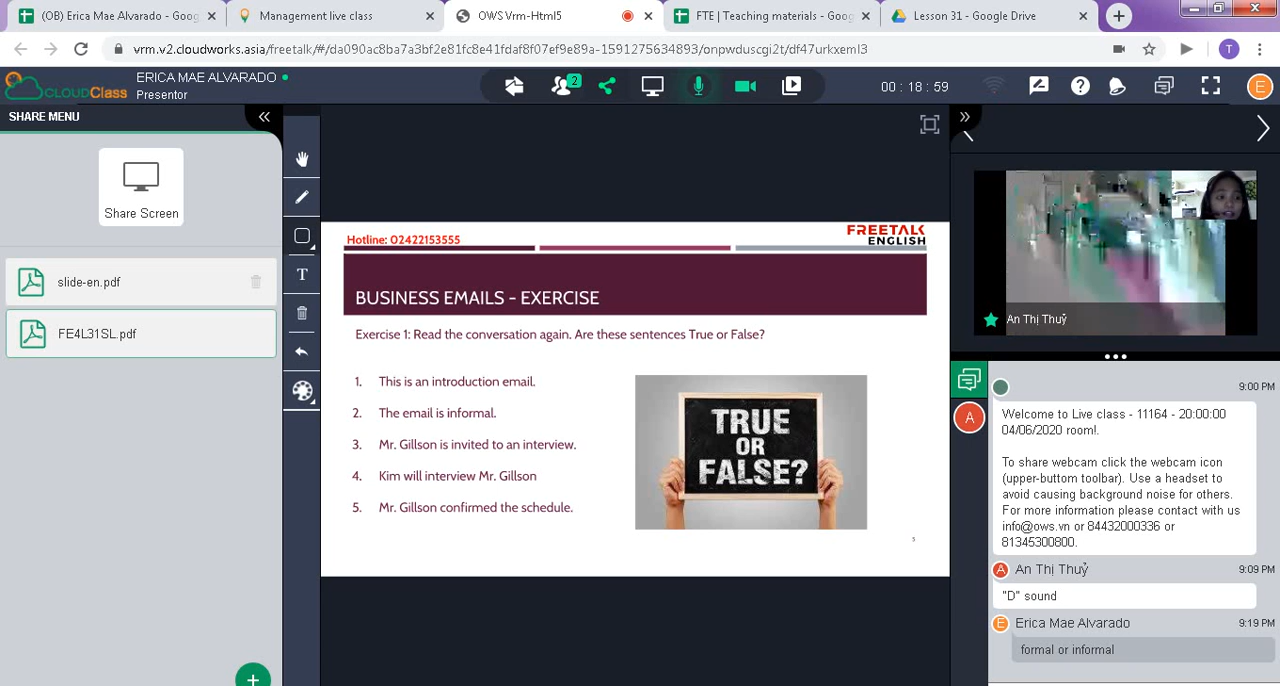 (OB) Erica Mae Alvarado - Goog
Management live class
OWS Vrm-Html5
FTE | Teaching materials - Goog
Lesson 31 - Google Drive
vrm.v2.cloudworks.asia/freetalk/#/da090ac8ba7a3bf2e81fc8e41fdaf8f07ef9e89a-1591275634893/onpwduscgi2t/df47urkxeml3
T
CLOUDClass
ERICA MAE ALVARADO
Presentor
2
00 : 18 : 59
E
SHARE MENU
Share Screen
slide-en.pdf
FE4L31SL.pdf
T
Hotline: 02422153555
FREETALK
ENGLISH
BUSINESS EMAILS - EXERCISE
Exercise 1: Read the conversation again. Are these sentences True or False?
1. This is an introduction email.
2. The email is informal.
3. Mr. Gillson is invited to an interview.
4. Kim will interview Mr. Gillson
5. Mr. Gillson confirmed the schedule.
TRUE
OR
FALSE?
An Thị Thuỷ
A
9:00 PM
Welcome to Live class - 11164 - 20:00:00
04/06/2020 room!.
To share webcam click the webcam icon
(upper-buttom toolbar). Use a headset to
avoid causing background noise for others.
For more information please contact with us
info@ows.vn or 84432000336 or
81345300800.
A An Thị Thuỷ 9:09 PM
"D" sound
E Erica Mae Alvarado 9:19 PM
formal or informal